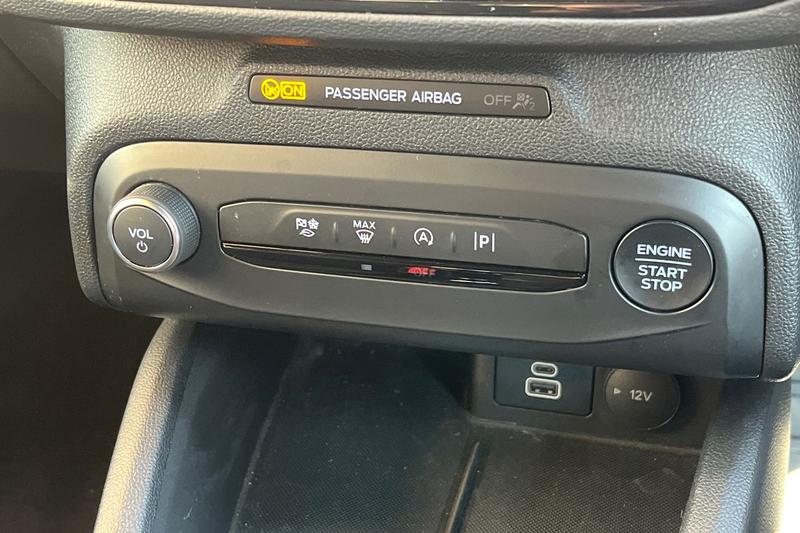 ON PASSENGER AIRBAG OFF
VOL
MAX
A
P
ENGINE
START
STOP
12V